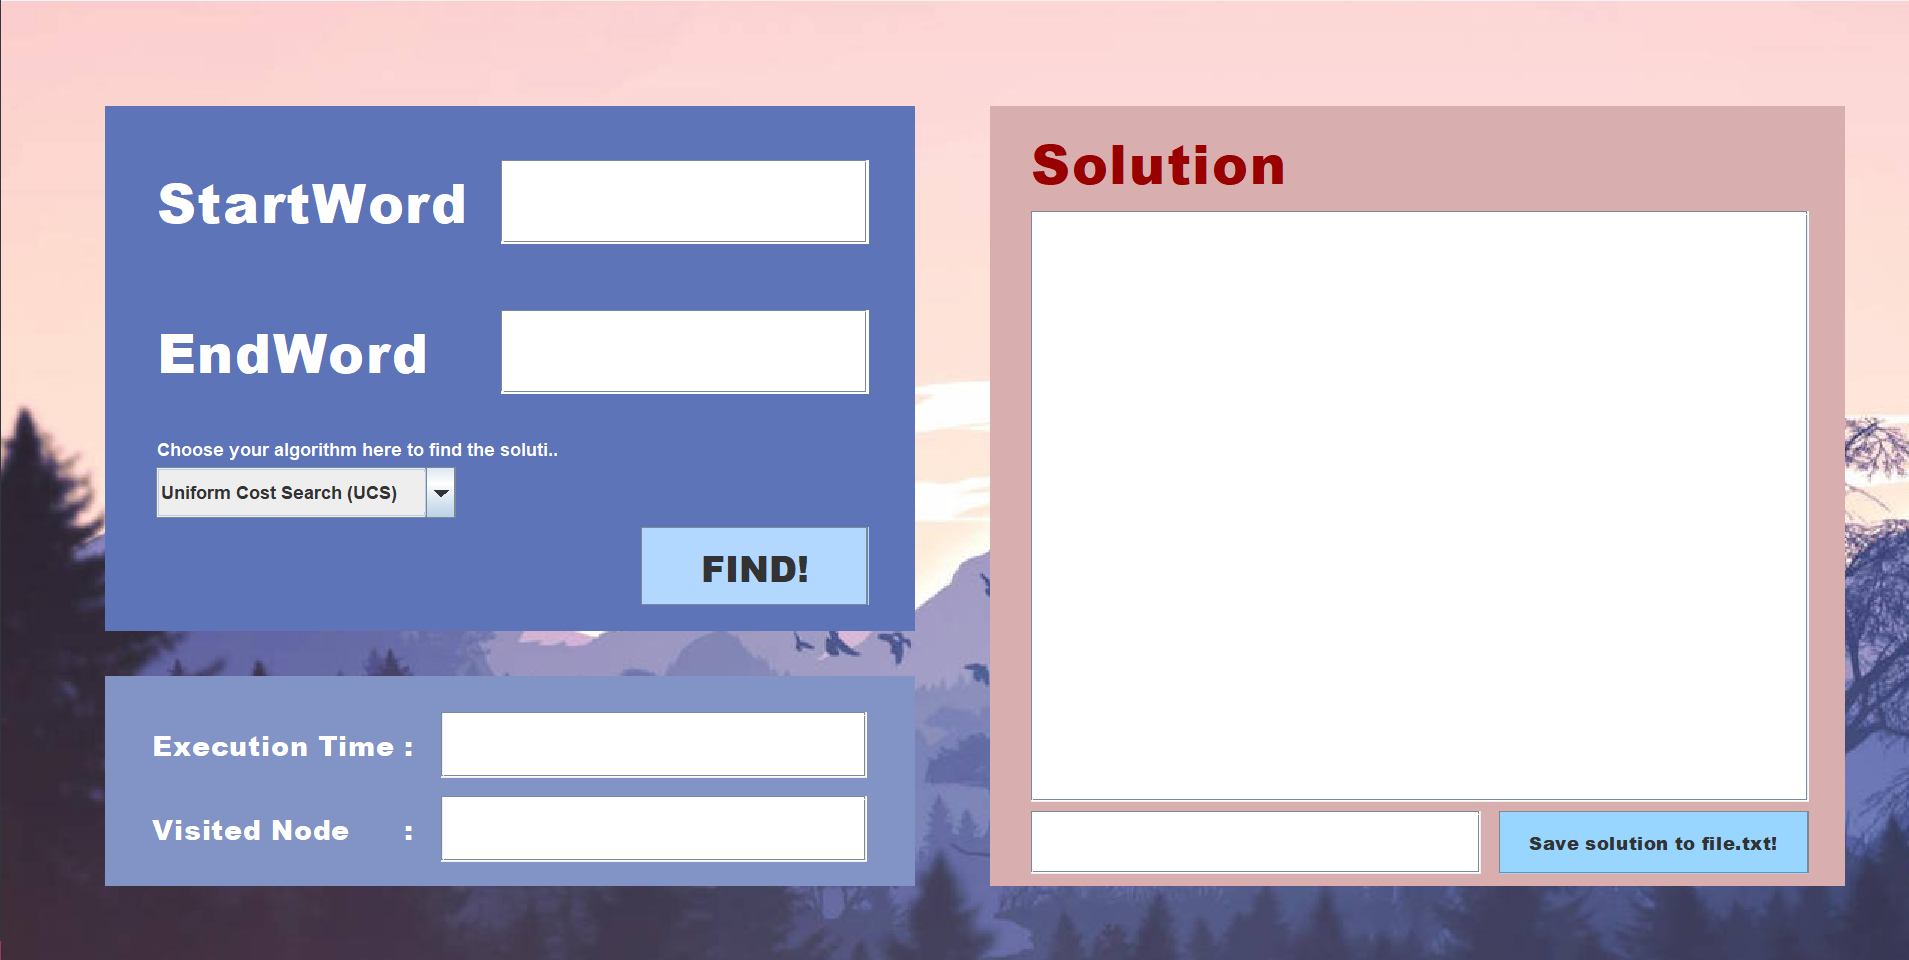 StartWord
EndWord
Choose your algorithm here to find the soluti..
Uniform Cost Search (UCS)
FIND!
Execution Time :
Visited Node :
Solution
Save solution to file.txt!